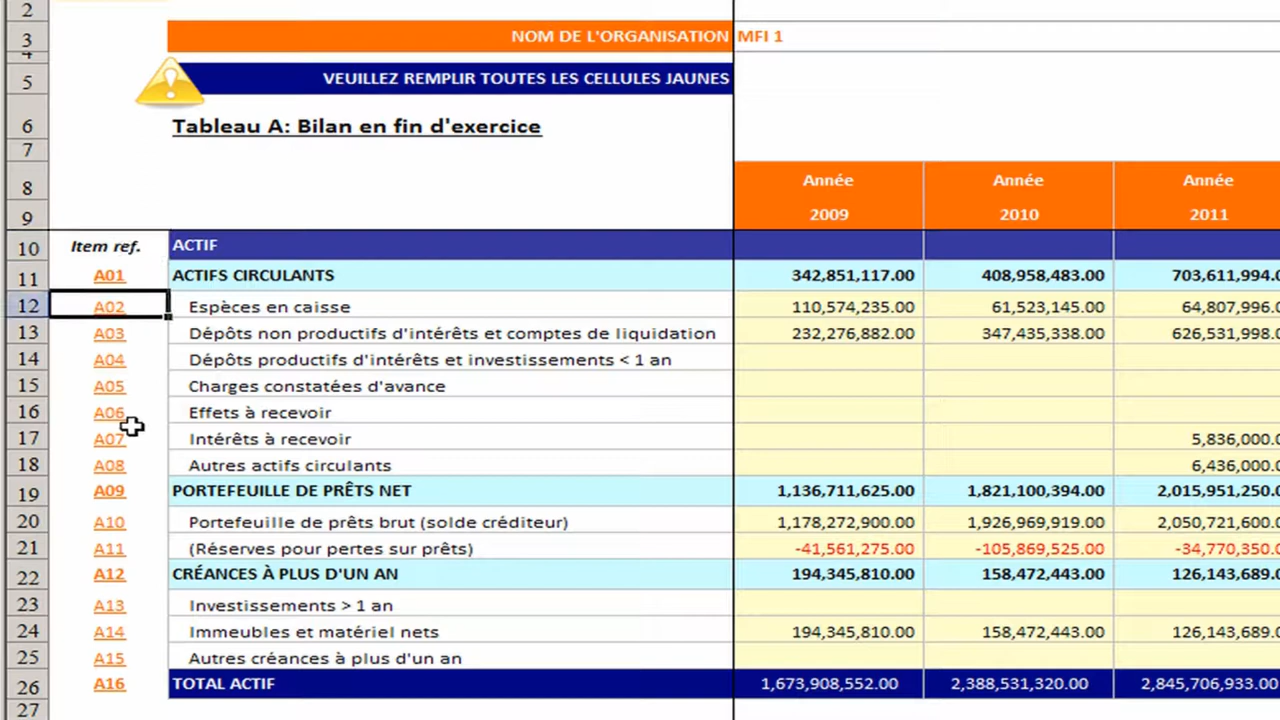 2
3 NOM DE L'ORGANISATION MFI 1
4
5 VEUILLEZ REMPLIR TOUTES LES CELLULES JAUNES
6 Tableau A: Bilan en fin d'exercice
7
8 Année Année Année
9 2009 2010 2011
10 Item ref. ACTIF
11 A01 ACTIFS CIRCULANTS 342,851,117.00 408,958,483.00 703,611,994.0
12 A02 Espèces en caisse 110,574,235.00 61,523,145.00 64,807,996.0
13 A03 Dépôts non productifs d'intérêts et comptes de liquidation 232,276,882.00 347,435,338.00 626,531,998.0
14 A04 Dépôts productifs d'intérêts et investissements < 1 an
15 A05 Charges constatées d'avance
16 A06 Effets à recevoir
17 A07 Intérêts à recevoir 5,836,000.0
18 A08 Autres actifs circulants 6,436,000.0
19 A09 PORTEFEUILLE DE PRÊTS NET 1,136,711,625.00 1,821,100,394.00 2,015,951,250.0
20 A10 Portefeuille de prêts brut (solde créditeur) 1,178,272,900.00 1,926,969,919.00 2,050,721,600.0
21 A11 (Réserves pour pertes sur prêts) -41,561,275.00 -105,869,525.00 -34,770,350.0
22 A12 CRÉANCES À PLUS D'UN AN 194,345,810.00 158,472,443.00 126,143,689.0
23 A13 Investissements > 1 an
24 A14 Immeubles et matériel nets 194,345,810.00 158,472,443.00 126,143,689.0
25 A15 Autres créances à plus d'un an
26 A16 TOTAL ACTIF 1,673,908,552.00 2,388,531,320.00 2,845,706,933.00
27